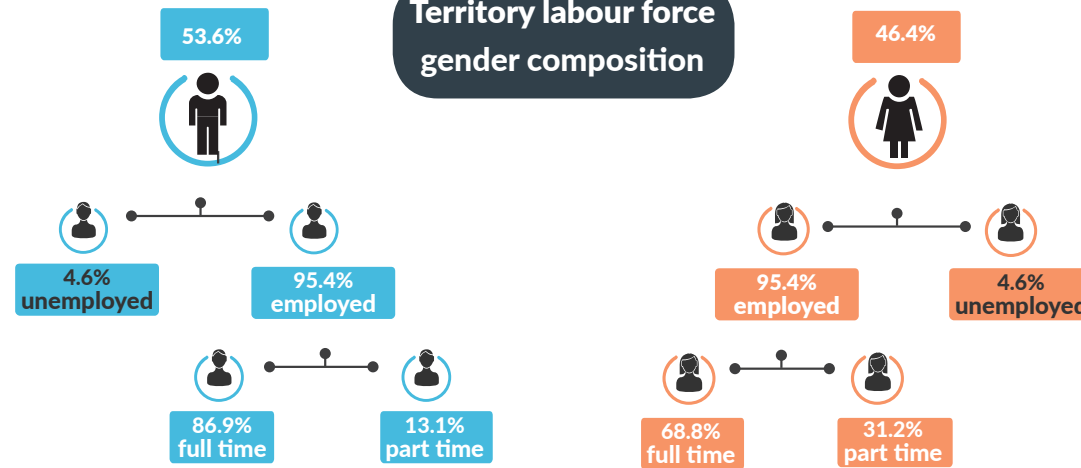 Territory labour force
gender composition
53.6%
46.4%
4.6%
unemployed
95.4%
employed
95.4%
employed
4.6%
unemployed
86.9%
full time
13.1%
part time
68.8%
full time
31.2%
part time